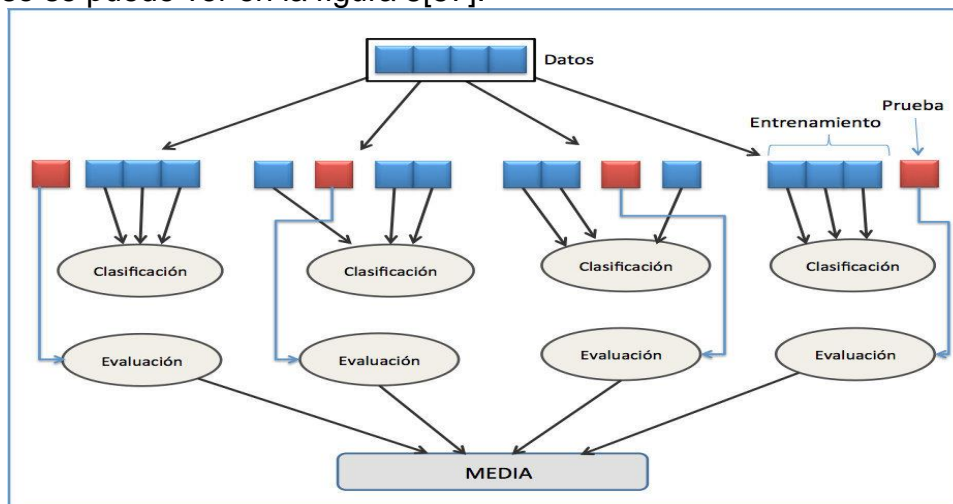 Datos
Prueba
Entrenamiento
Clasificación
Clasificación
Clasificación
Clasificación
Evaluación
Evaluación
Evaluación
Evaluación
MEDIA